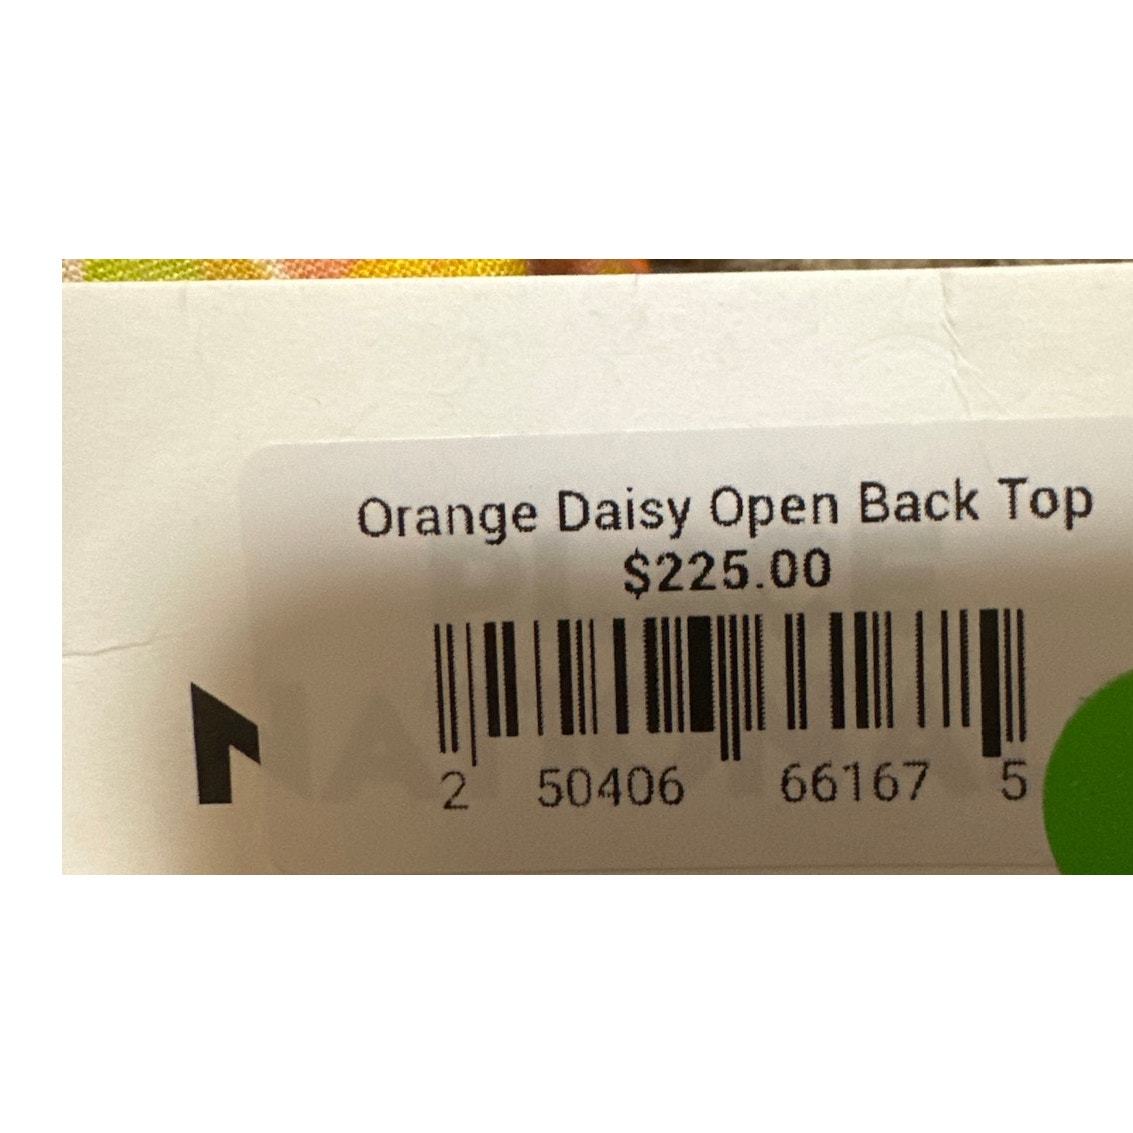 Orange Daisy Open Back Top
$225.00
2 50406 66167 5